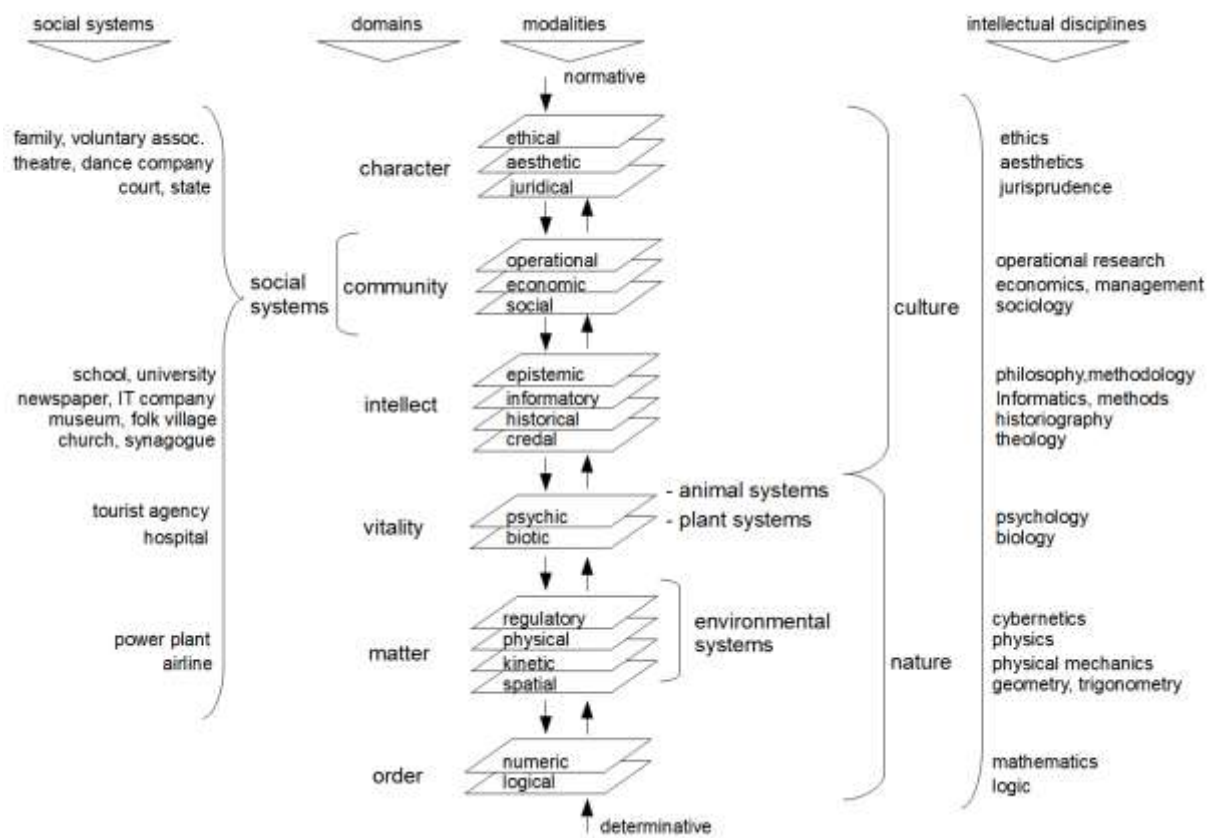 social systems
domains
modalities
intellectual disciplines
normative
family, voluntary assoc.
theatre, dance company
court, state
character
ethical
aesthetic
juridical
ethics
aesthetics
jurisprudence
social
systems
community
operational
economic
social
culture
operational research
economics, management
sociology
school, university
newspaper, IT company
museum, folk village
church, synagogue
intellect
epistemic
informatory
historical
credal
philosophy,methodology
Informatics, methods
historiography
theology
tourist agency
hospital
vitality
psychic
biotic
- animal systems
- plant systems
psychology
biology
power plant
airline
matter
regulatory
physical
kinetic
spatial
environmental
systems
nature
cybernetics
physics
physical mechanics
geometry, trigonometry
order
numeric
logical
mathematics
logic
determinative